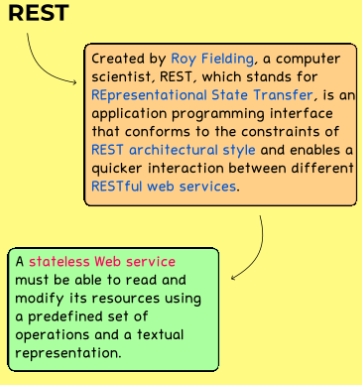 REST
Created by Roy Fielding, a computer
scientist, REST, which stands for
REpresentational State Transfer, is an
application programming interface
that conforms to the constraints of
REST architectural style and enables a
quicker interaction between different
RESTful web services.
A stateless Web service
must be able to read and
modify its resources using
a predefined set of
operations and a textual
representation.